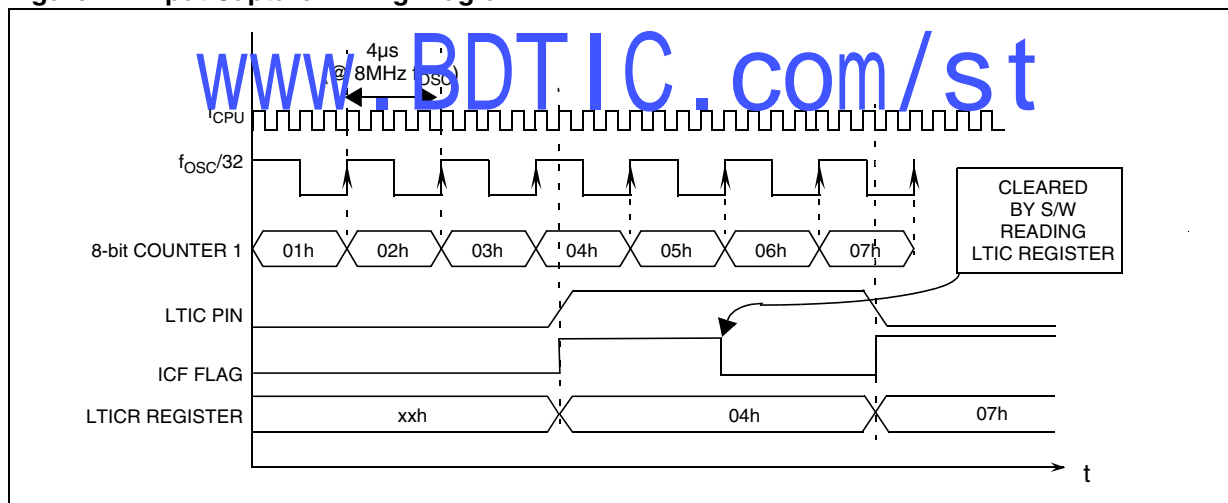 www.BDTIC.com/st
4µs
(@ 8MHz fOSC)
fCPU
fOSC/32
CLEARED
BY S/W
READING
LTIC REGISTER
8-bit COUNTER 1
01h 02h 03h 04h 05h 06h 07h
LTIC PIN
ICF FLAG
LTICR REGISTER
xxh 04h 07h
t